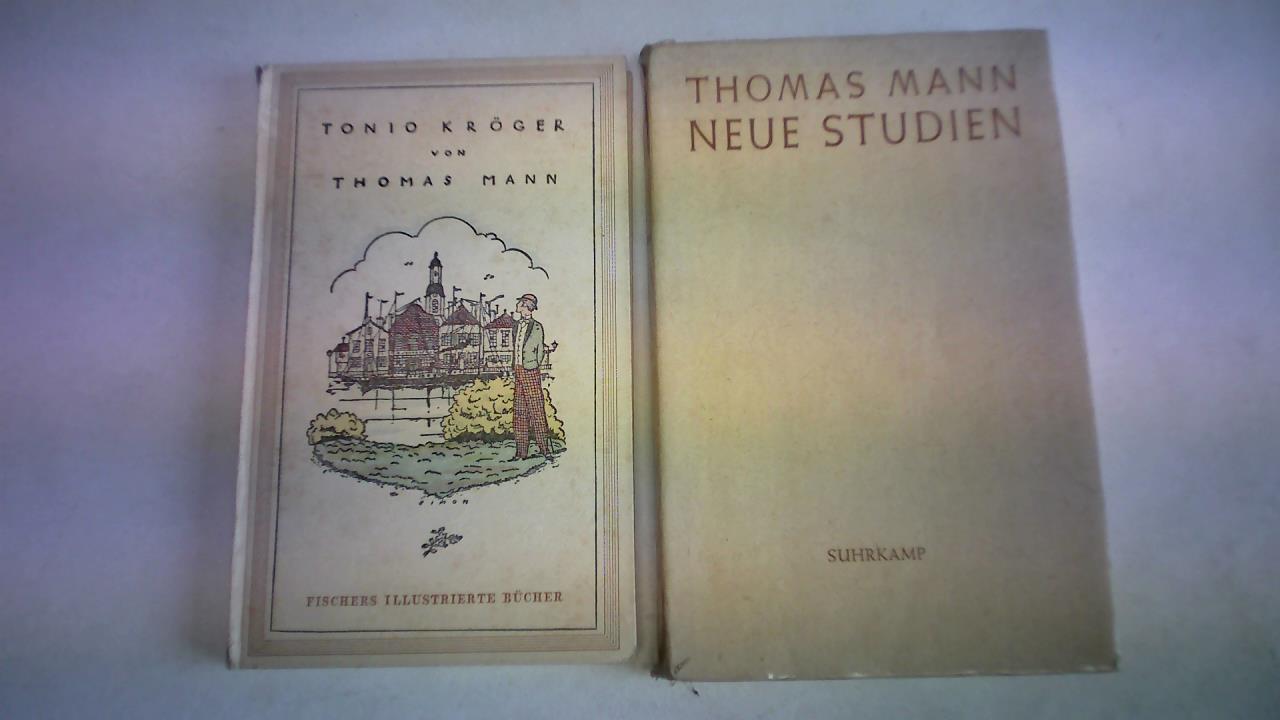 TONIO KRÖGER
VON
THOMAS MANN
SIMON
FISCHERS ILLUSTRIERTE BÜCHER
THOMAS MANN
NEUE STUDIEN
SUHRKAMP